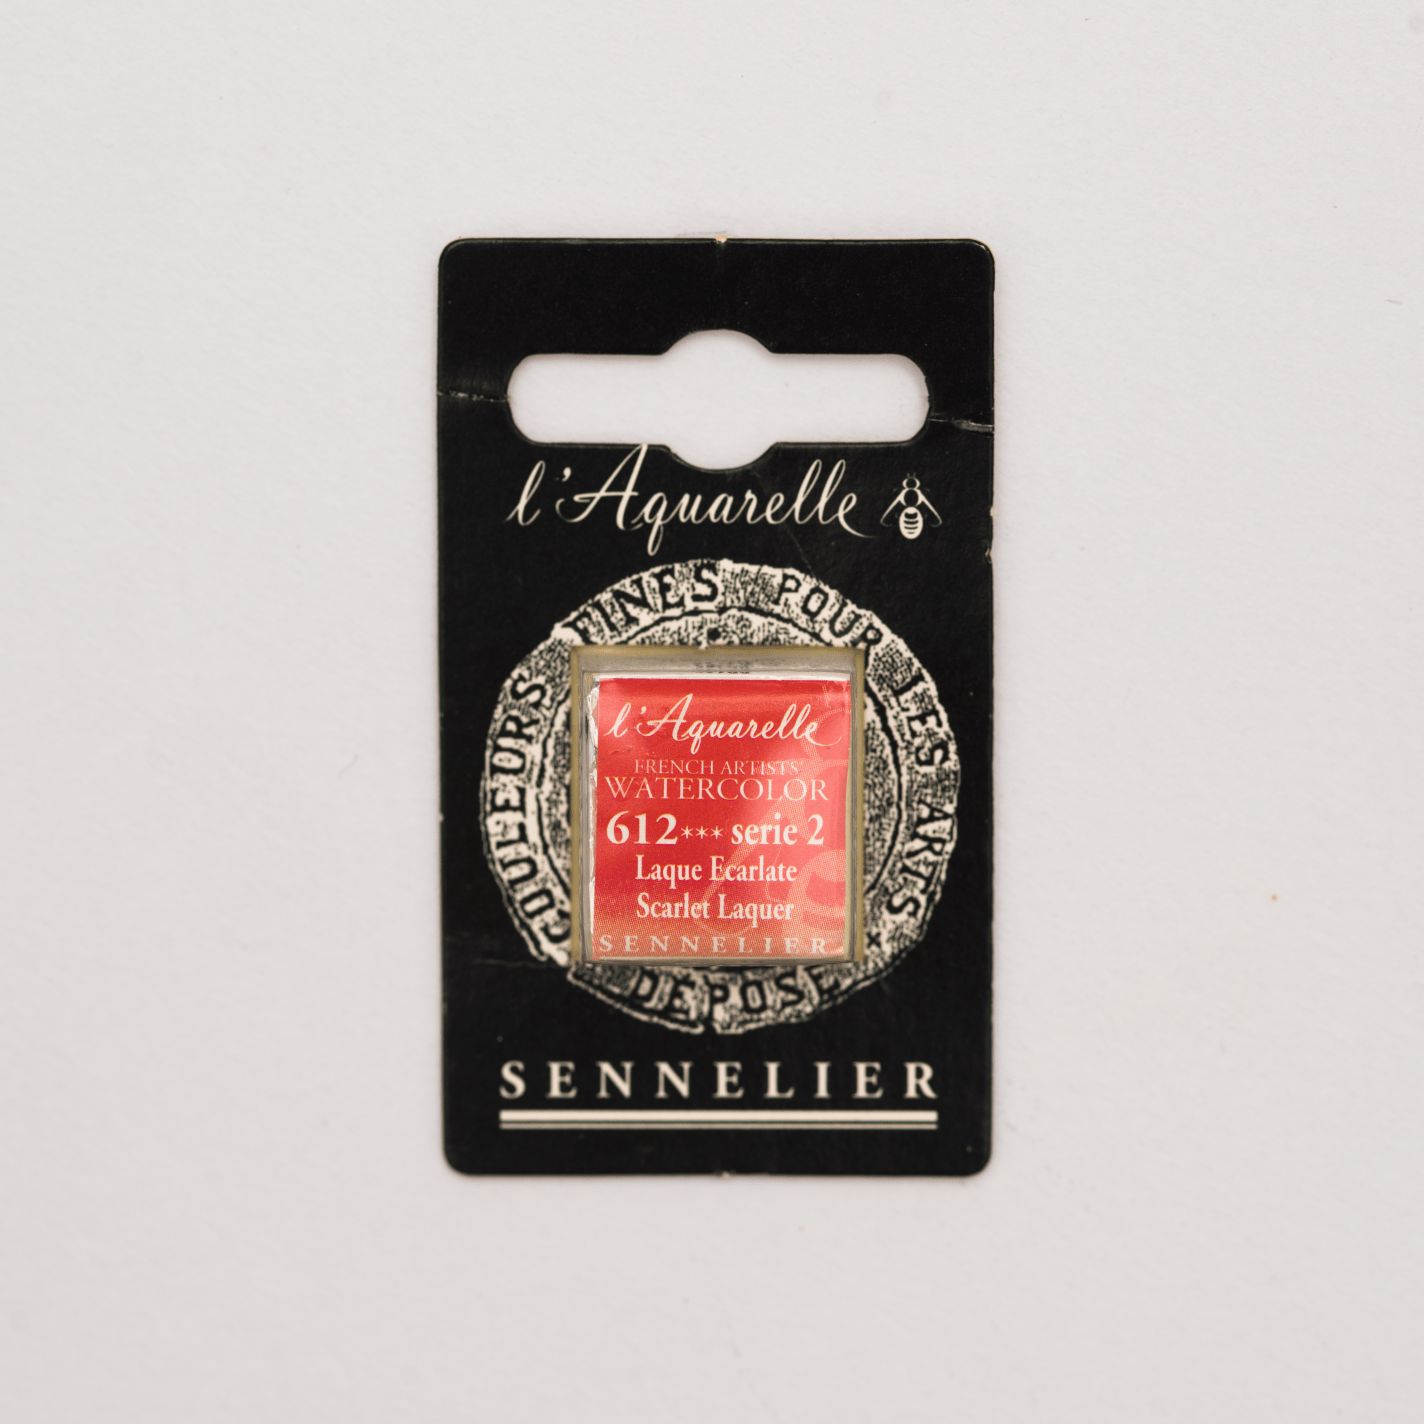 l'Aquarelle
COULEURS FINES POUR LES ARTS
l'Aquarelle
FRENCH ARTISTS'
WATERCOLOR
612*** serie 2
Laque Ecarlate
Scarlet Laquer
SENNELIER
DÉPOSÉ
SENNELIER